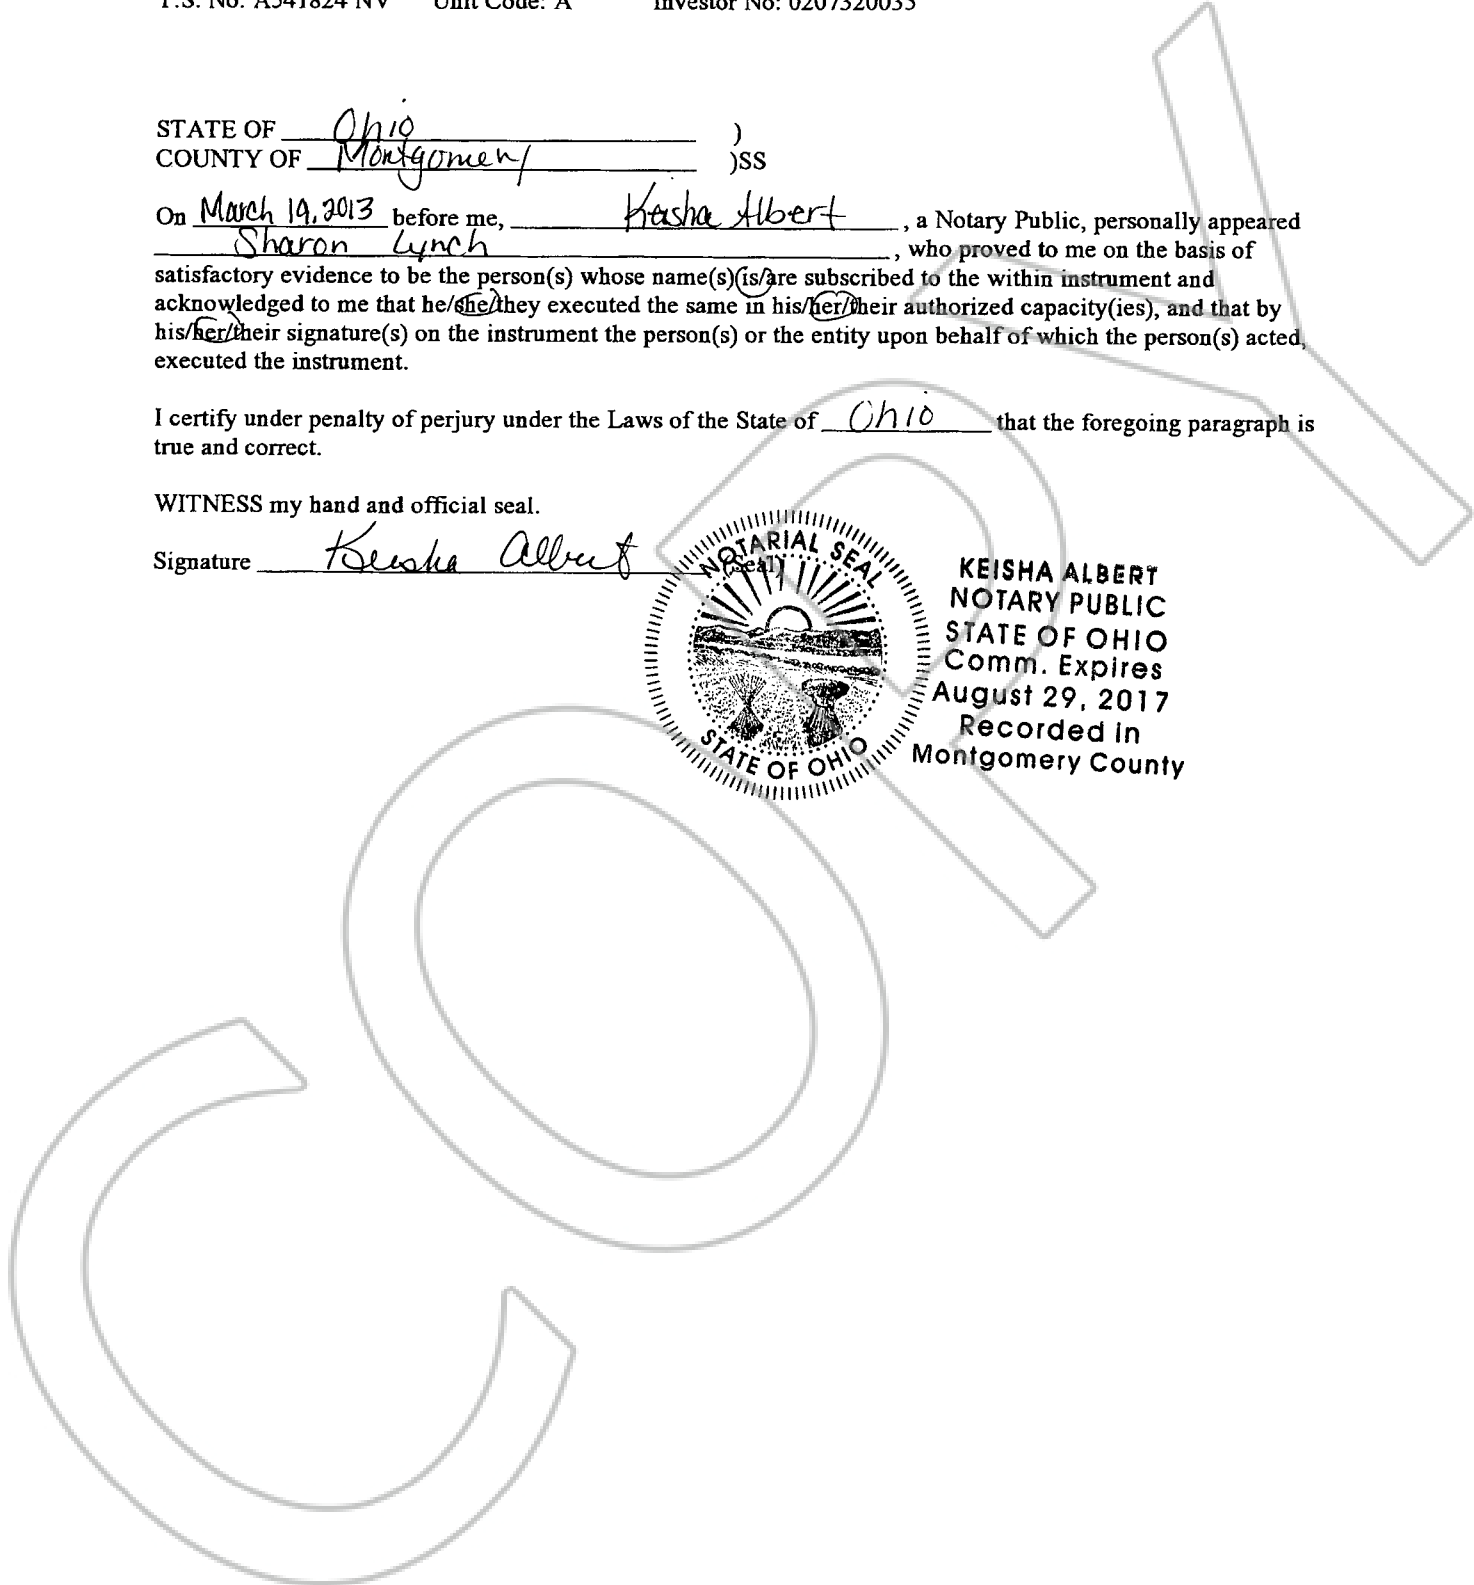 T.S. No: A541824 NV Unit Code: A Investor No: 0207320035
STATE OF Ohio )
COUNTY OF Montgomery )SS
On March 19, 2013 before me, Keisha Albert , a Notary Public, personally appeared
Sharon Lynch , who proved to me on the basis of
satisfactory evidence to be the person(s) whose name(s) is/are subscribed to the within instrument and
acknowledged to me that he/she/they executed the same in his/her/their authorized capacity(ies), and that by
his/her/their signature(s) on the instrument the person(s) or the entity upon behalf of which the person(s) acted,
executed the instrument.
I certify under penalty of perjury under the Laws of the State of Ohio that the foregoing paragraph is
true and correct.
WITNESS my hand and official seal.
Signature Keisha Albert (Seal)
NOTARIAL SEAL
STATE OF OHIO
KEISHA ALBERT
NOTARY PUBLIC
STATE OF OHIO
Comm. Expires
August 29, 2017
Recorded in
Montgomery County
COPY